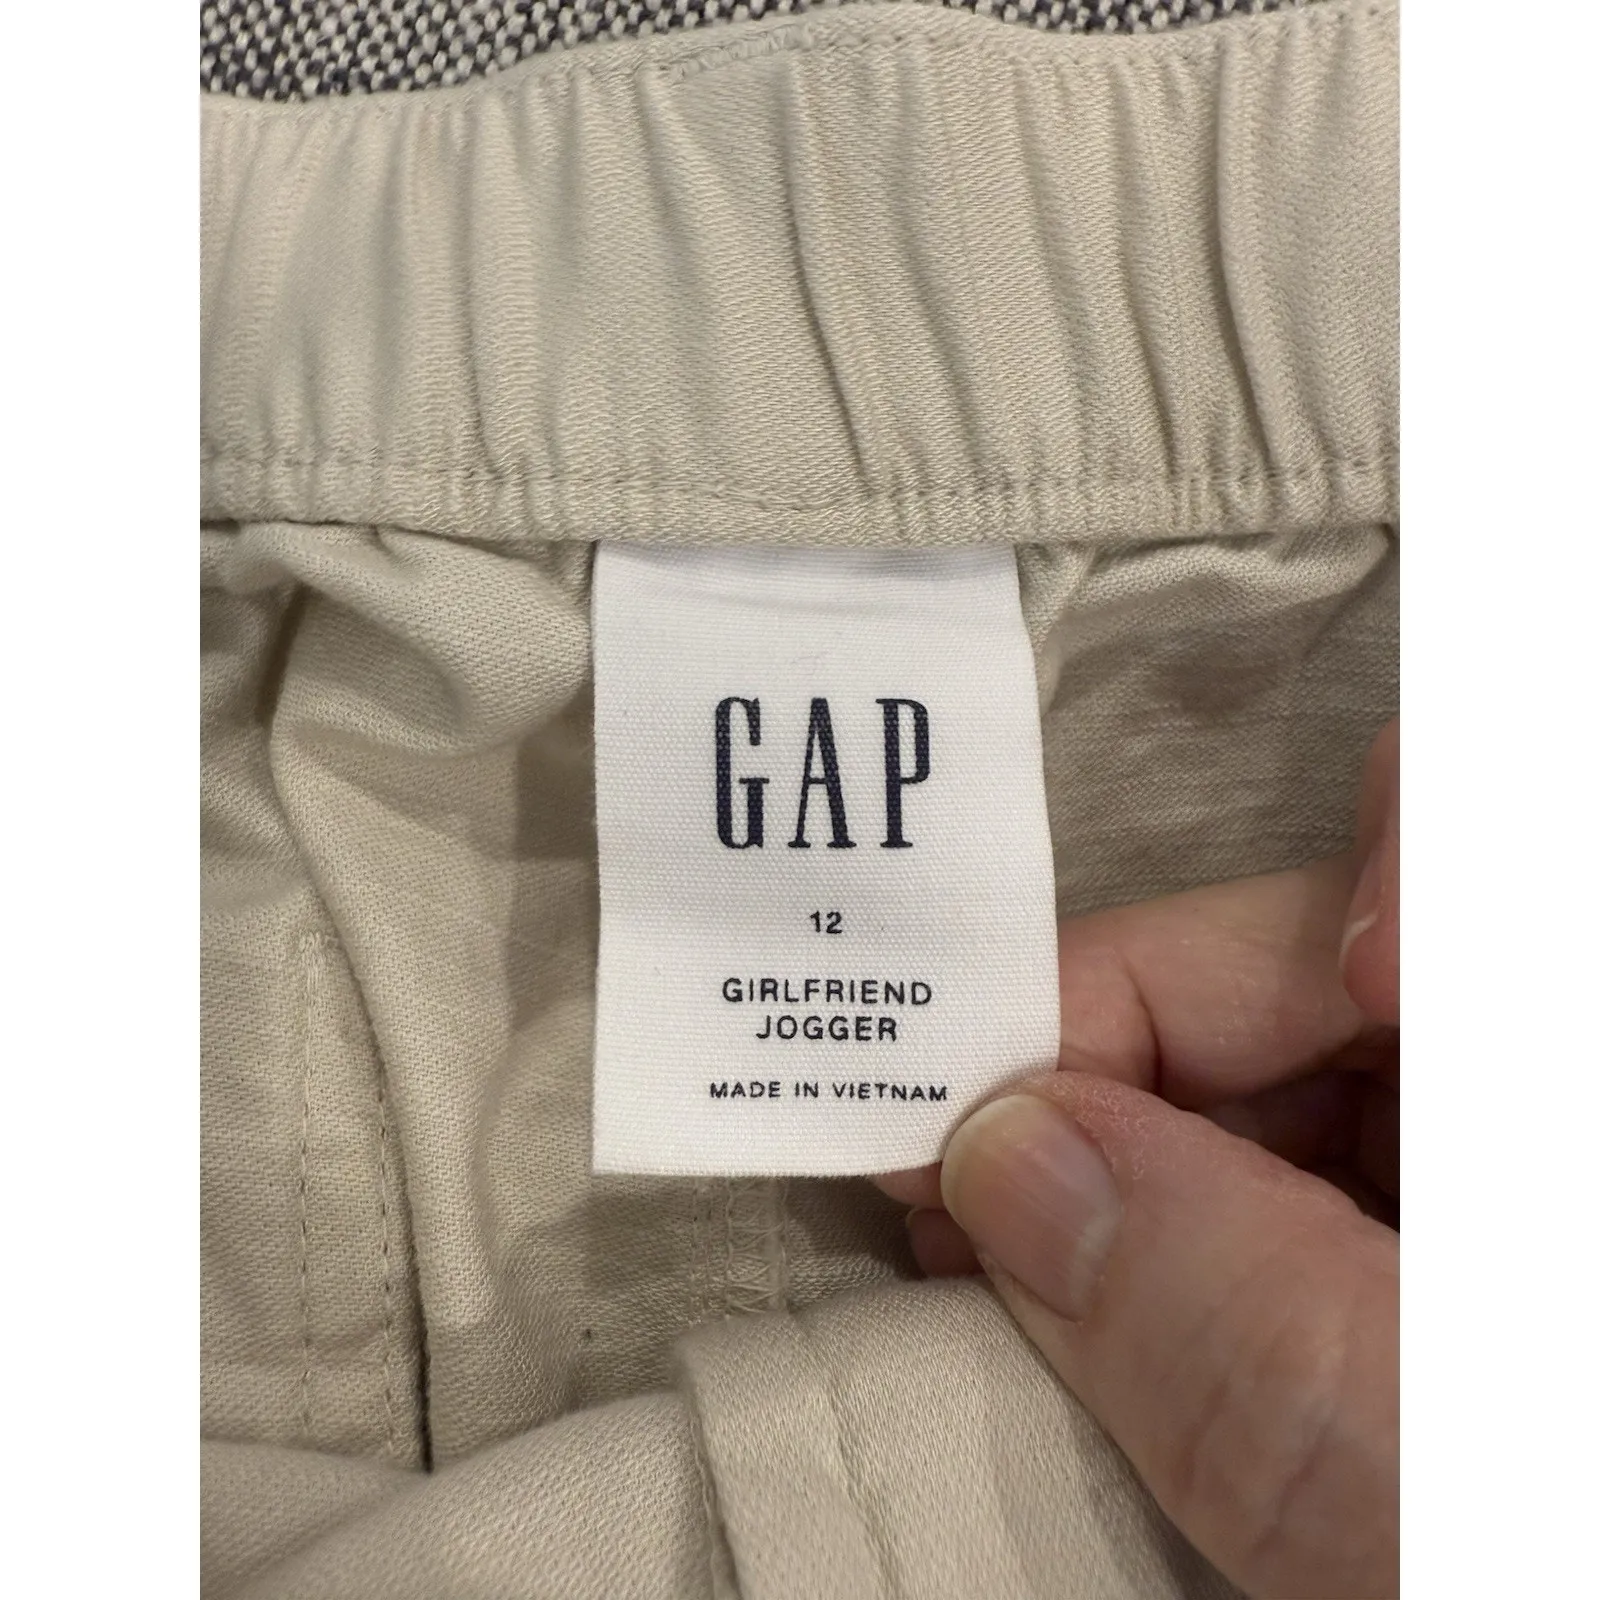 GAP
12
GIRLFRIEND
JOGGER
MADE IN VIETNAM